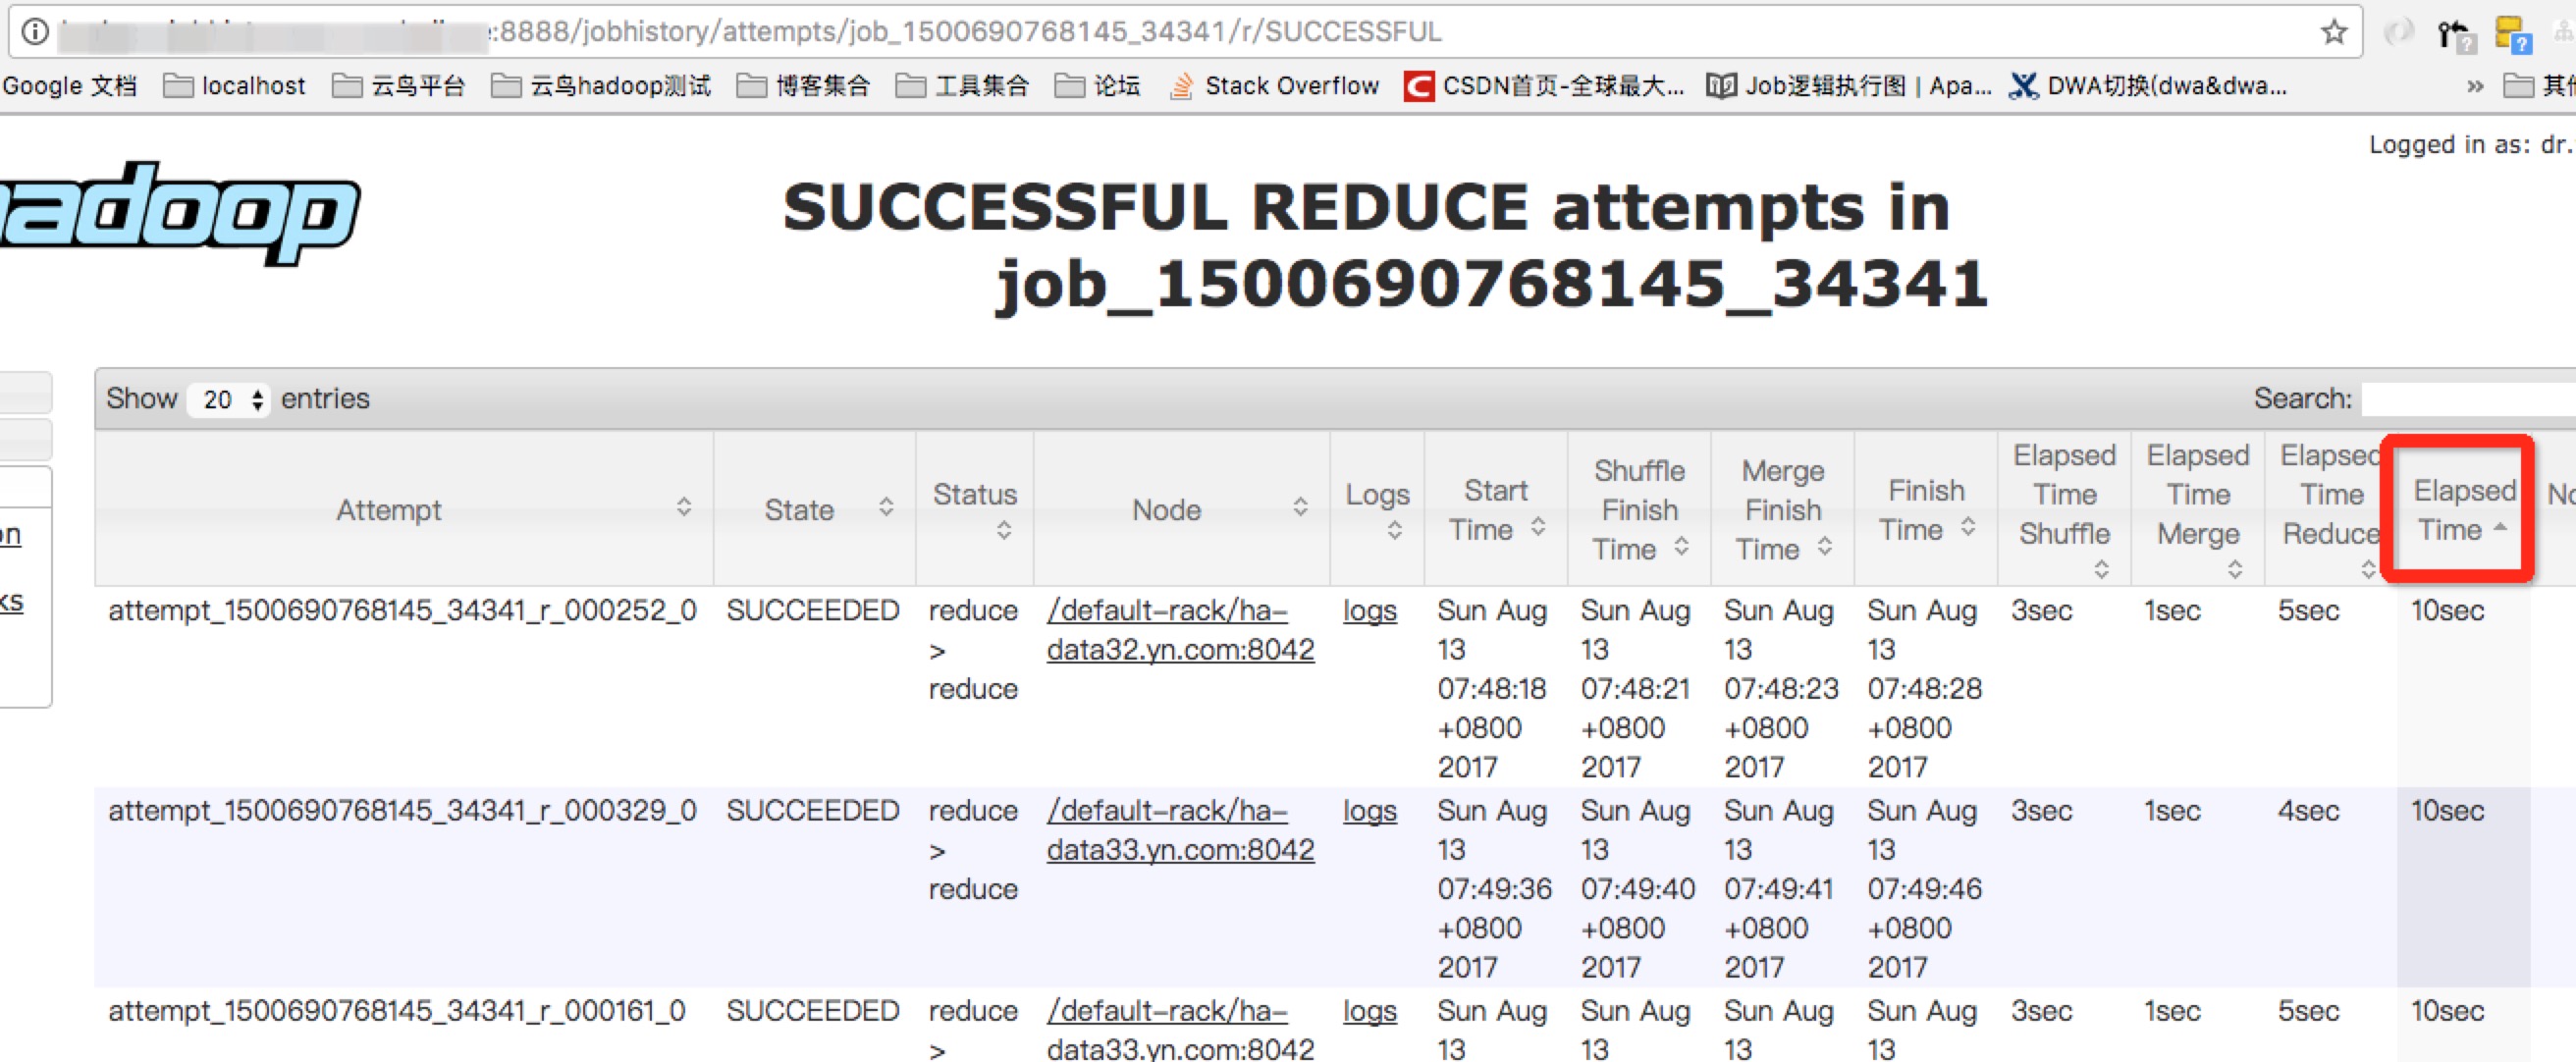 :8888/jobhistory/attempts/job_1500690768145_34341/r/SUCCESSFUL
Google 文档 localhost 云鸟平台 云鸟hadoop测试 博客集合 工具集合 论坛 Stack Overflow CSDN首页-全球最大... Job逻辑执行图 | Apa... DWA切换(dwa&dwa... » 其他
Logged in as: dr.
hadoop
SUCCESSFUL REDUCE attempts in
job_1500690768145_34341
Show 20 entries Search:
Attempt State Status Node Logs Start Time Shuffle Finish Time Merge Finish Time Finish Time Elapsed Time Shuffle Elapsed Time Merge Elapsed Time Reduce Elapsed Time No
on
ks
attempt_1500690768145_34341_r_000252_0 SUCCEEDED reduce /default-rack/ha- logs Sun Aug Sun Aug Sun Aug Sun Aug 3sec 1sec 5sec 10sec
> data32.yn.com:8042 13 13 13 13
reduce 07:48:18 07:48:21 07:48:23 07:48:28
+0800 +0800 +0800 +0800
2017 2017 2017 2017
attempt_1500690768145_34341_r_000329_0 SUCCEEDED reduce /default-rack/ha- logs Sun Aug Sun Aug Sun Aug Sun Aug 3sec 1sec 4sec 10sec
> data33.yn.com:8042 13 13 13 13
reduce 07:49:36 07:49:40 07:49:41 07:49:46
+0800 +0800 +0800 +0800
2017 2017 2017 2017
attempt_1500690768145_34341_r_000161_0 SUCCEEDED reduce /default-rack/ha- logs Sun Aug Sun Aug Sun Aug Sun Aug 3sec 1sec 5sec 10sec
> data33.yn.com:8042 13 13 13 13